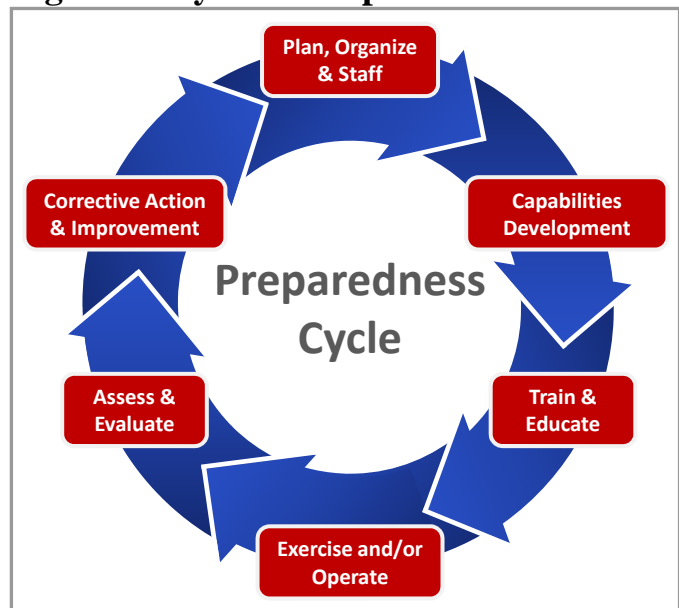 Plan, Organize
& Staff
Capabilities
Development
Train &
Educate
Exercise and/or
Operate
Assess &
Evaluate
Corrective Action
& Improvement
Preparedness
Cycle